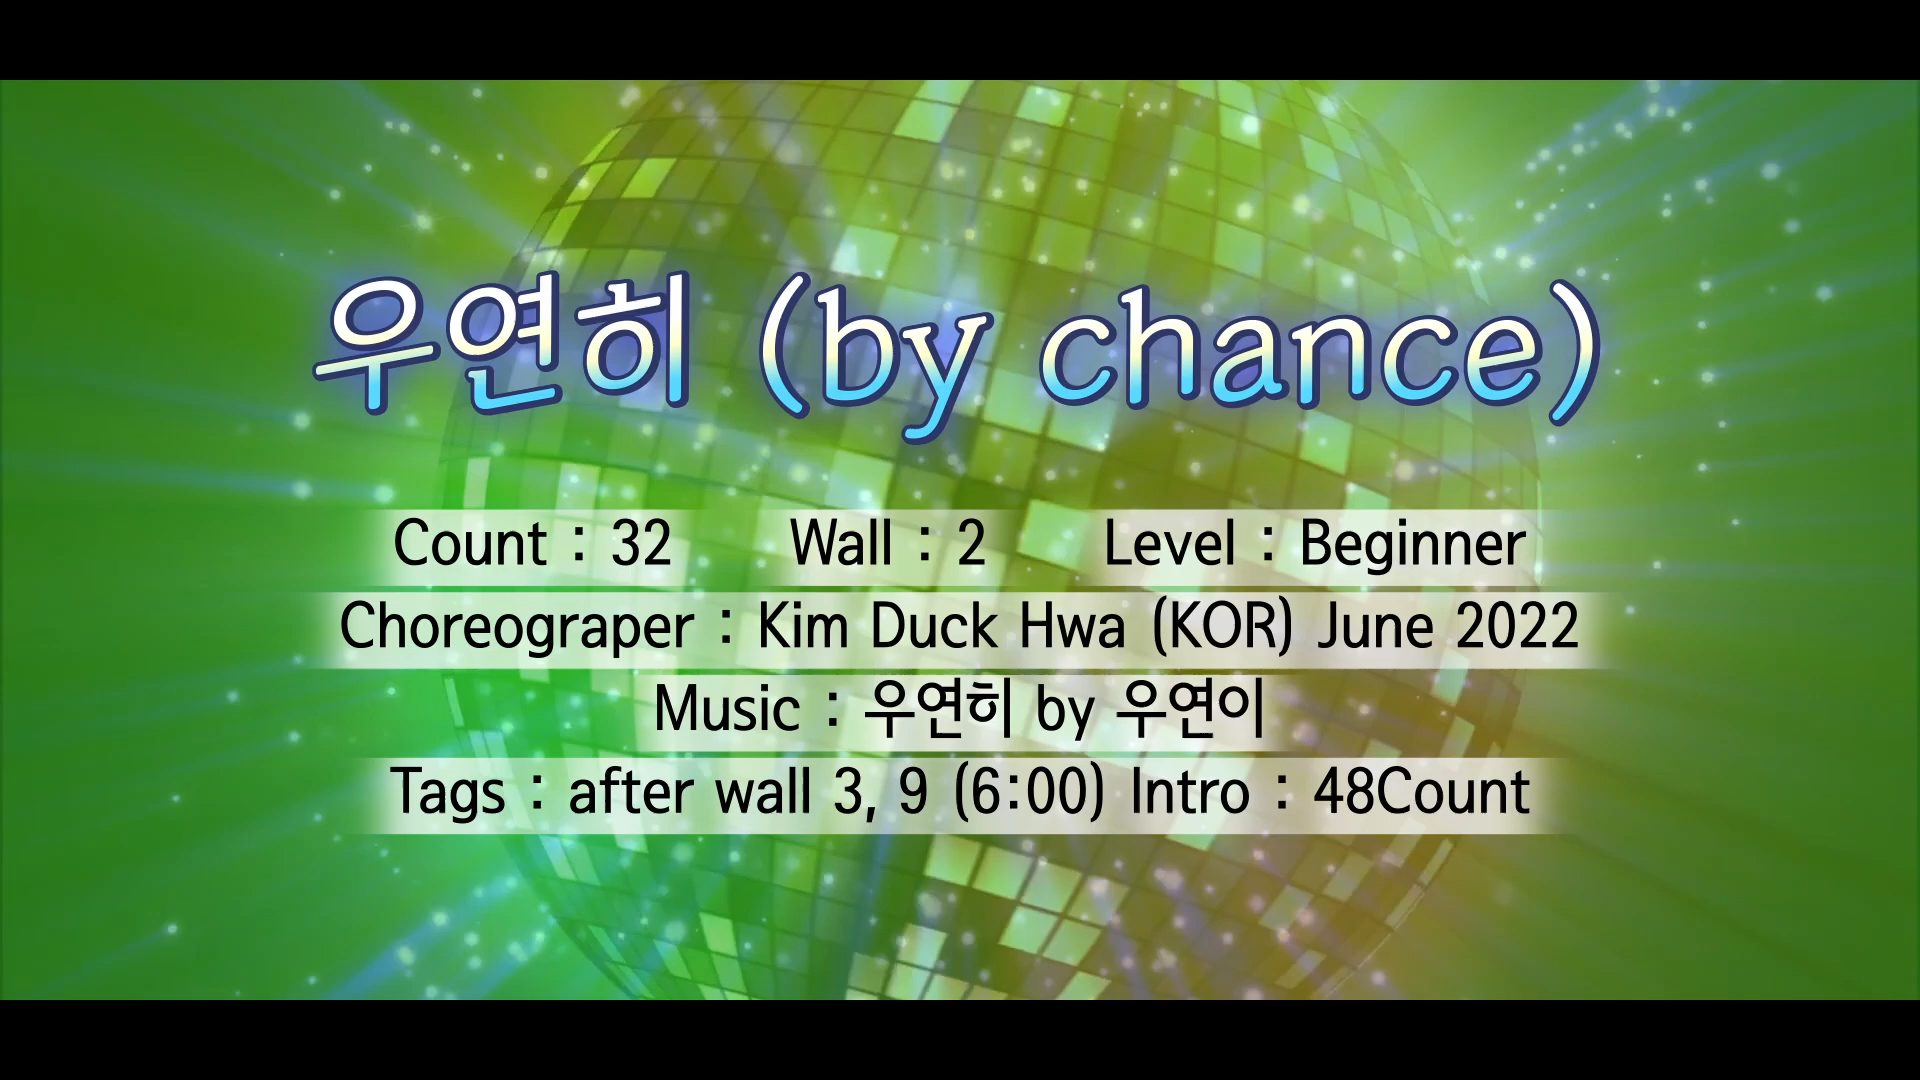 우연히 (by chance)
Count : 32 Wall : 2 Level : Beginner
Choreograper : Kim Duck Hwa (KOR) June 2022
Music : 우연히 by 우연이
Tags : after wall 3, 9 (6:00) Intro : 48Count